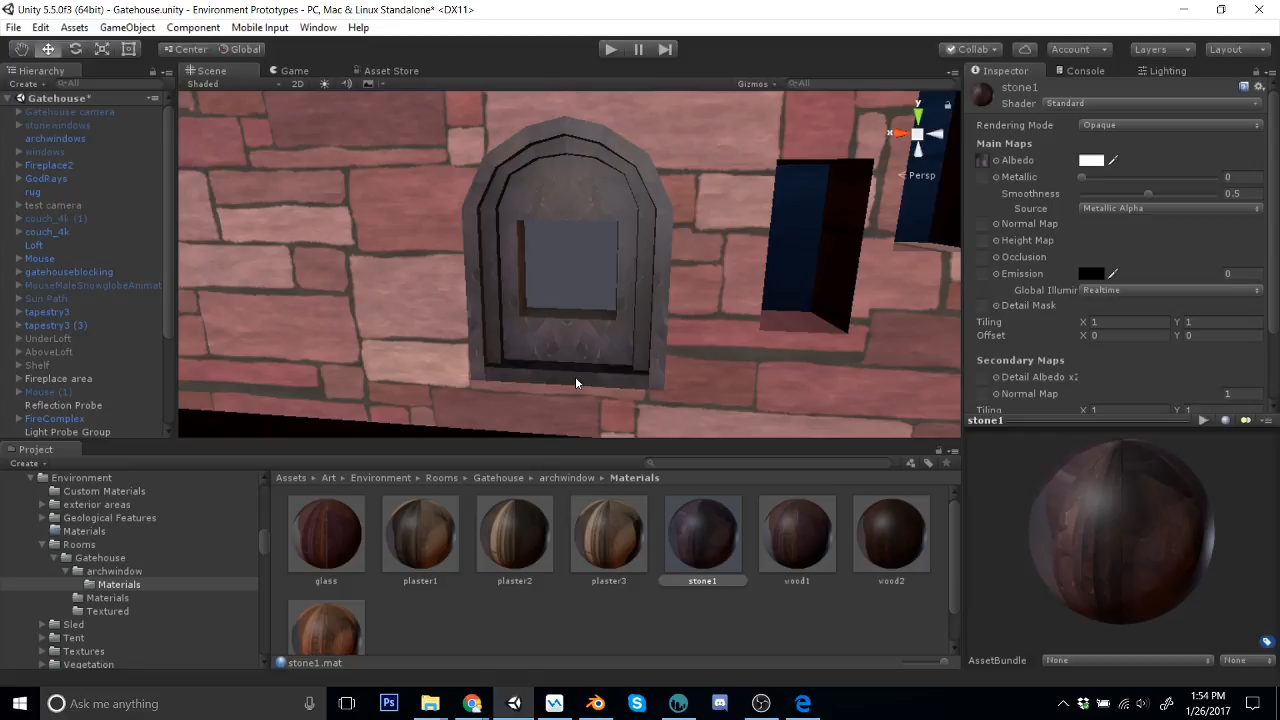 Unity 5.5.0f3 (64bit) - Gatehouse.unity - Environment Prototypes - PC, Mac & Linux Standalone* <DX11>
File Edit Assets GameObject Component Mobile Input Window Help
Center Global Collab Account Layers Layout
Hierarchy Scene Game Asset Store Inspector Console Lighting
Create All Shaded 2D Gizmos All
stone1
Shader Standard
Gatehouse*
Gatehouse camera
stonewindows
archwindows
windows
Fireplace2
GodRays
rug
test camera
couch_4k (1)
couch_4k
Loft
Mouse
gatehouseblocking
MouseMaleSnowglobeAnimat
Sun Path
tapestry3
tapestry3 (3)
UnderLoft
AboveLoft
Shelf
Fireplace area
Mouse (1)
Reflection Probe
FireComplex
Light Probe Group
y
x
Persp
Rendering Mode Opaque
Main Maps
Albedo
Metallic 0
Smoothness 0.5
Source Metallic Alpha
Normal Map
Height Map
Occlusion
Emission 0
Global Illumir Realtime
Detail Mask
Tiling X 1 Y 1
Offset X 0 Y 0
Secondary Maps
Detail Albedo x2
Normal Map 1
Tiling X 1 Y 1
stone1
Project
Create
Environment
Custom Materials
exterior areas
Geological Features
Materials
Rooms
Gatehouse
archwindow
Materials
Materials
Textured
Sled
Tent
Textures
Vegetation
Assets Art Environment Rooms Gatehouse archwindow Materials
glass plaster1 plaster2 plaster3 stone1 wood1 wood2
stone1.mat
AssetBundle None None
Ask me anything
Ps
1:54 PM
1/26/2017